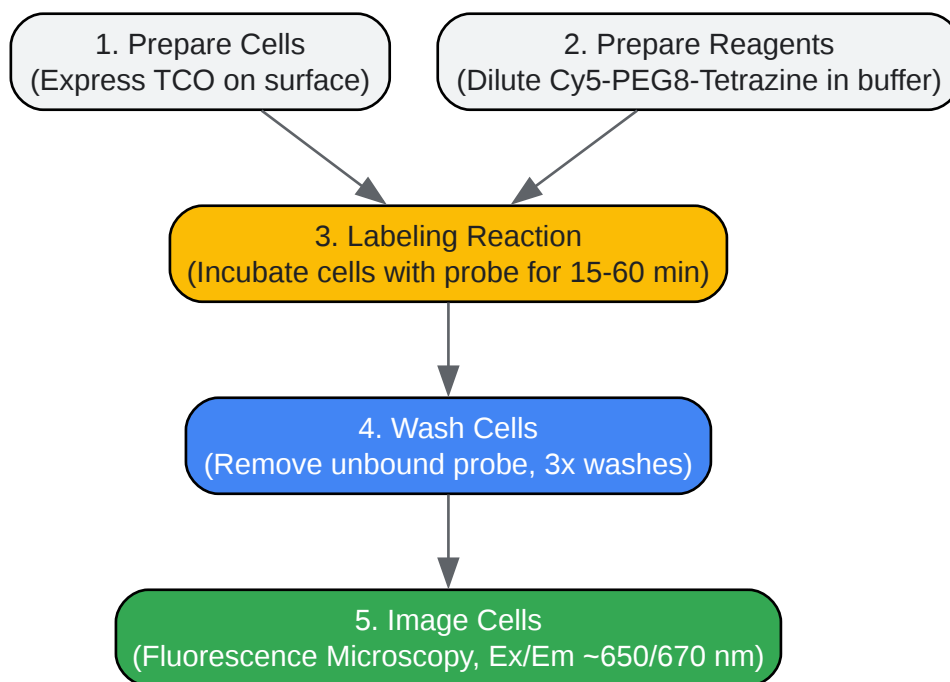 1. Prepare Cells
(Express TCO on surface)
2. Prepare Reagents
(Dilute Cy5-PEG8-Tetrazine in buffer)
3. Labeling Reaction
(Incubate cells with probe for 15-60 min)
4. Wash Cells
(Remove unbound probe, 3x washes)
5. Image Cells
(Fluorescence Microscopy, Ex/Em ~650/670 nm)